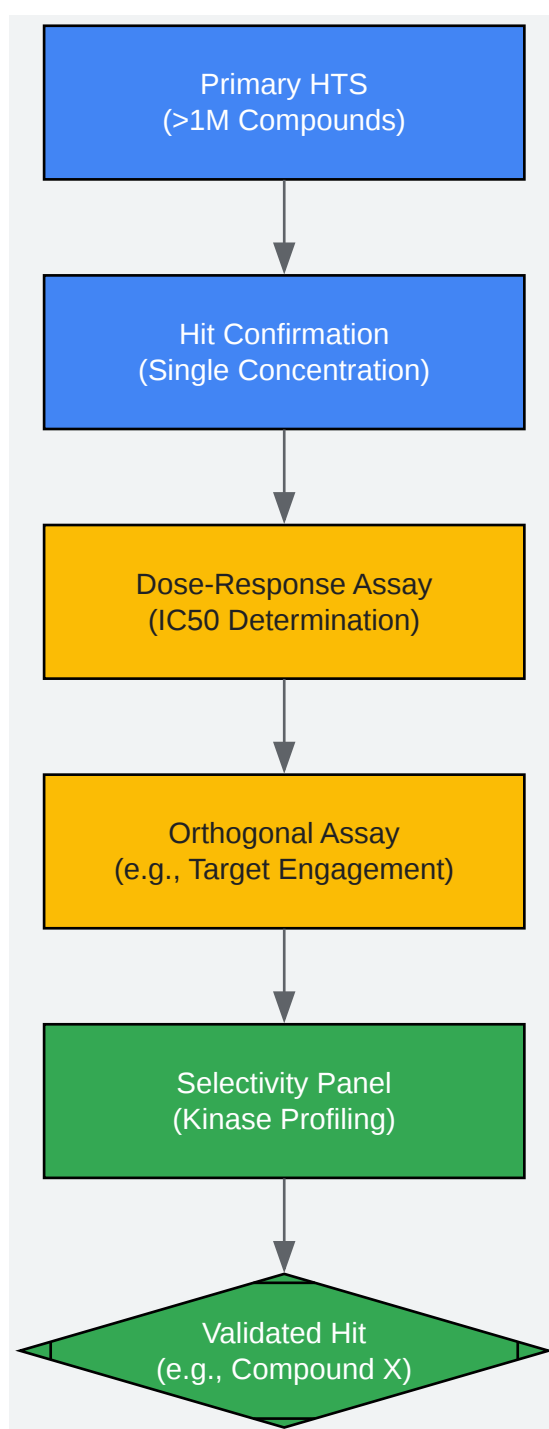 Primary HTS
(>1M Compounds)
Hit Confirmation
(Single Concentration)
Dose-Response Assay
(IC50 Determination)
Orthogonal Assay
(e.g., Target Engagement)
Selectivity Panel
(Kinase Profiling)
Validated Hit
(e.g., Compound X)